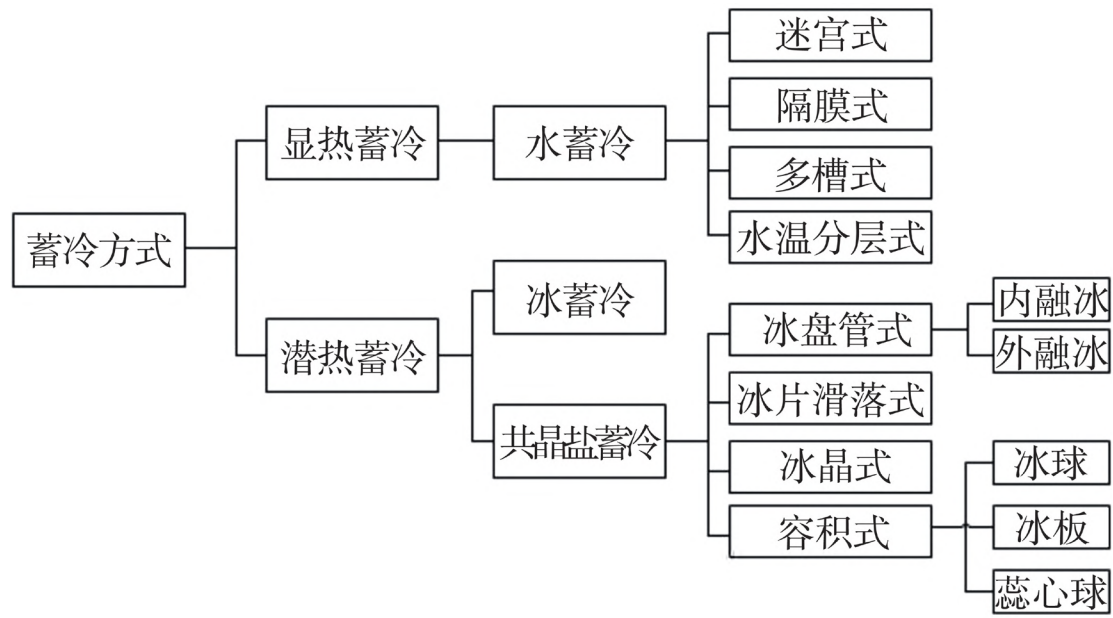 蓄冷方式
显热蓄冷
水蓄冷
迷宫式
隔膜式
多槽式
水温分层式
潜热蓄冷
冰蓄冷
共晶盐蓄冷
冰盘管式
内融冰
外融冰
冰片滑落式
冰晶式
容积式
冰球
冰板
蕊心球